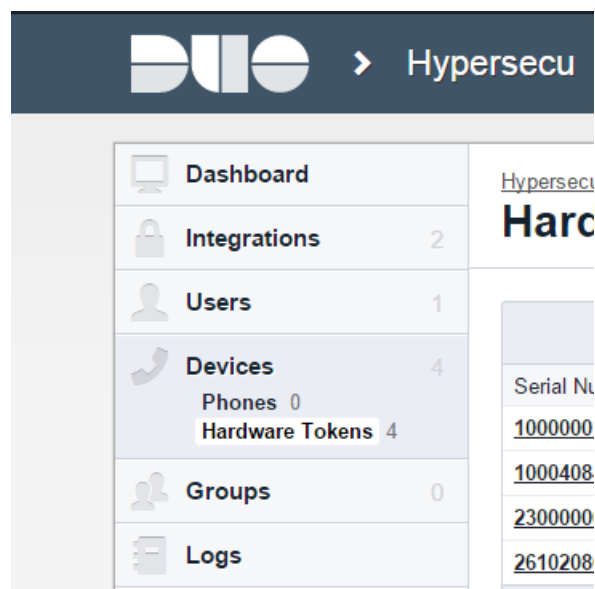 DUO > Hypersecu
Dashboard
Integrations 2
Users 1
Devices 4
Phones 0
Hardware Tokens 4
Groups 0
Logs
Hypersecu
Hard
Serial Nu
1000000
1000408
2300000
2610208